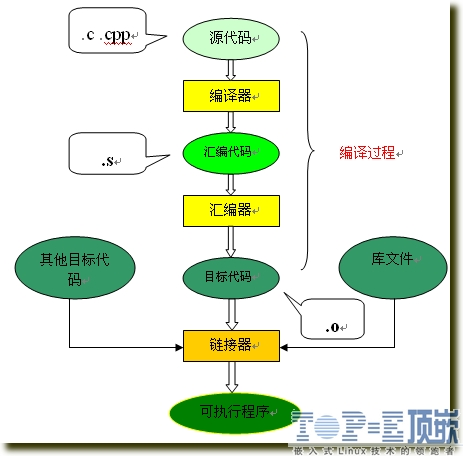 .c .cpp
源代码
编译器
汇编代码
.s
编译过程
汇编器
其他目标代
码
目标代码
库文件
.o
链接器
可执行程序
TOP-E顶嵌
嵌入式Linux技术的领跑者